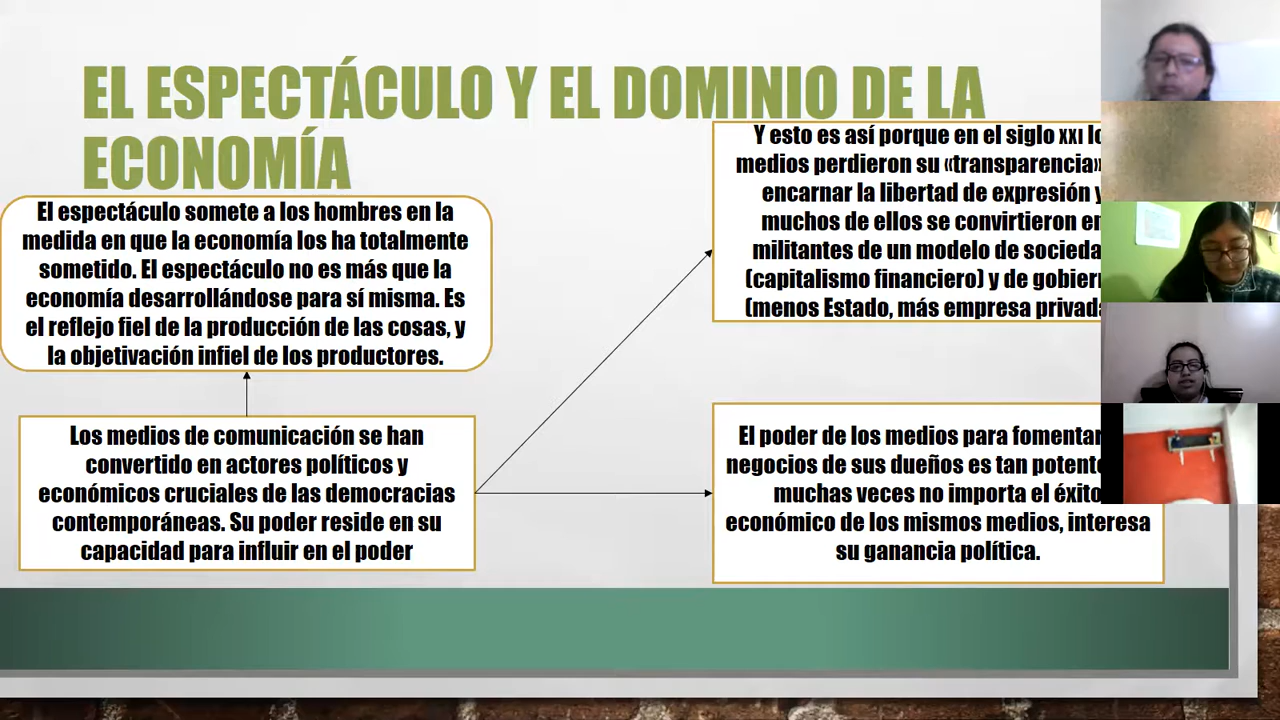 EL ESPECTÁCULO Y EL DOMINIO DE LA
ECONOMÍA
El espectáculo somete a los hombres en la
medida en que la economía los ha totalmente
sometido. El espectáculo no es más que la
economía desarrollándose para sí misma. Es
el reflejo fiel de la producción de las cosas, y
la objetivación infiel de los productores.
Los medios de comunicación se han
convertido en actores políticos y
económicos cruciales de las democracias
contemporáneas. Su poder reside en su
capacidad para influir en el poder
Y esto es así porque en el siglo XXI
medios perdieron su «transparencia»
encarnar la libertad de expresión y
muchos de ellos se convirtieron en
militantes de un modelo de
(capitalismo financiero) y de
(menos Estado, más empresa
El poder de los medios para fomentar
negocios de sus dueños es tan
muchas veces no importa el éxito
económico de los mismos medios, interesa
su ganancia política.